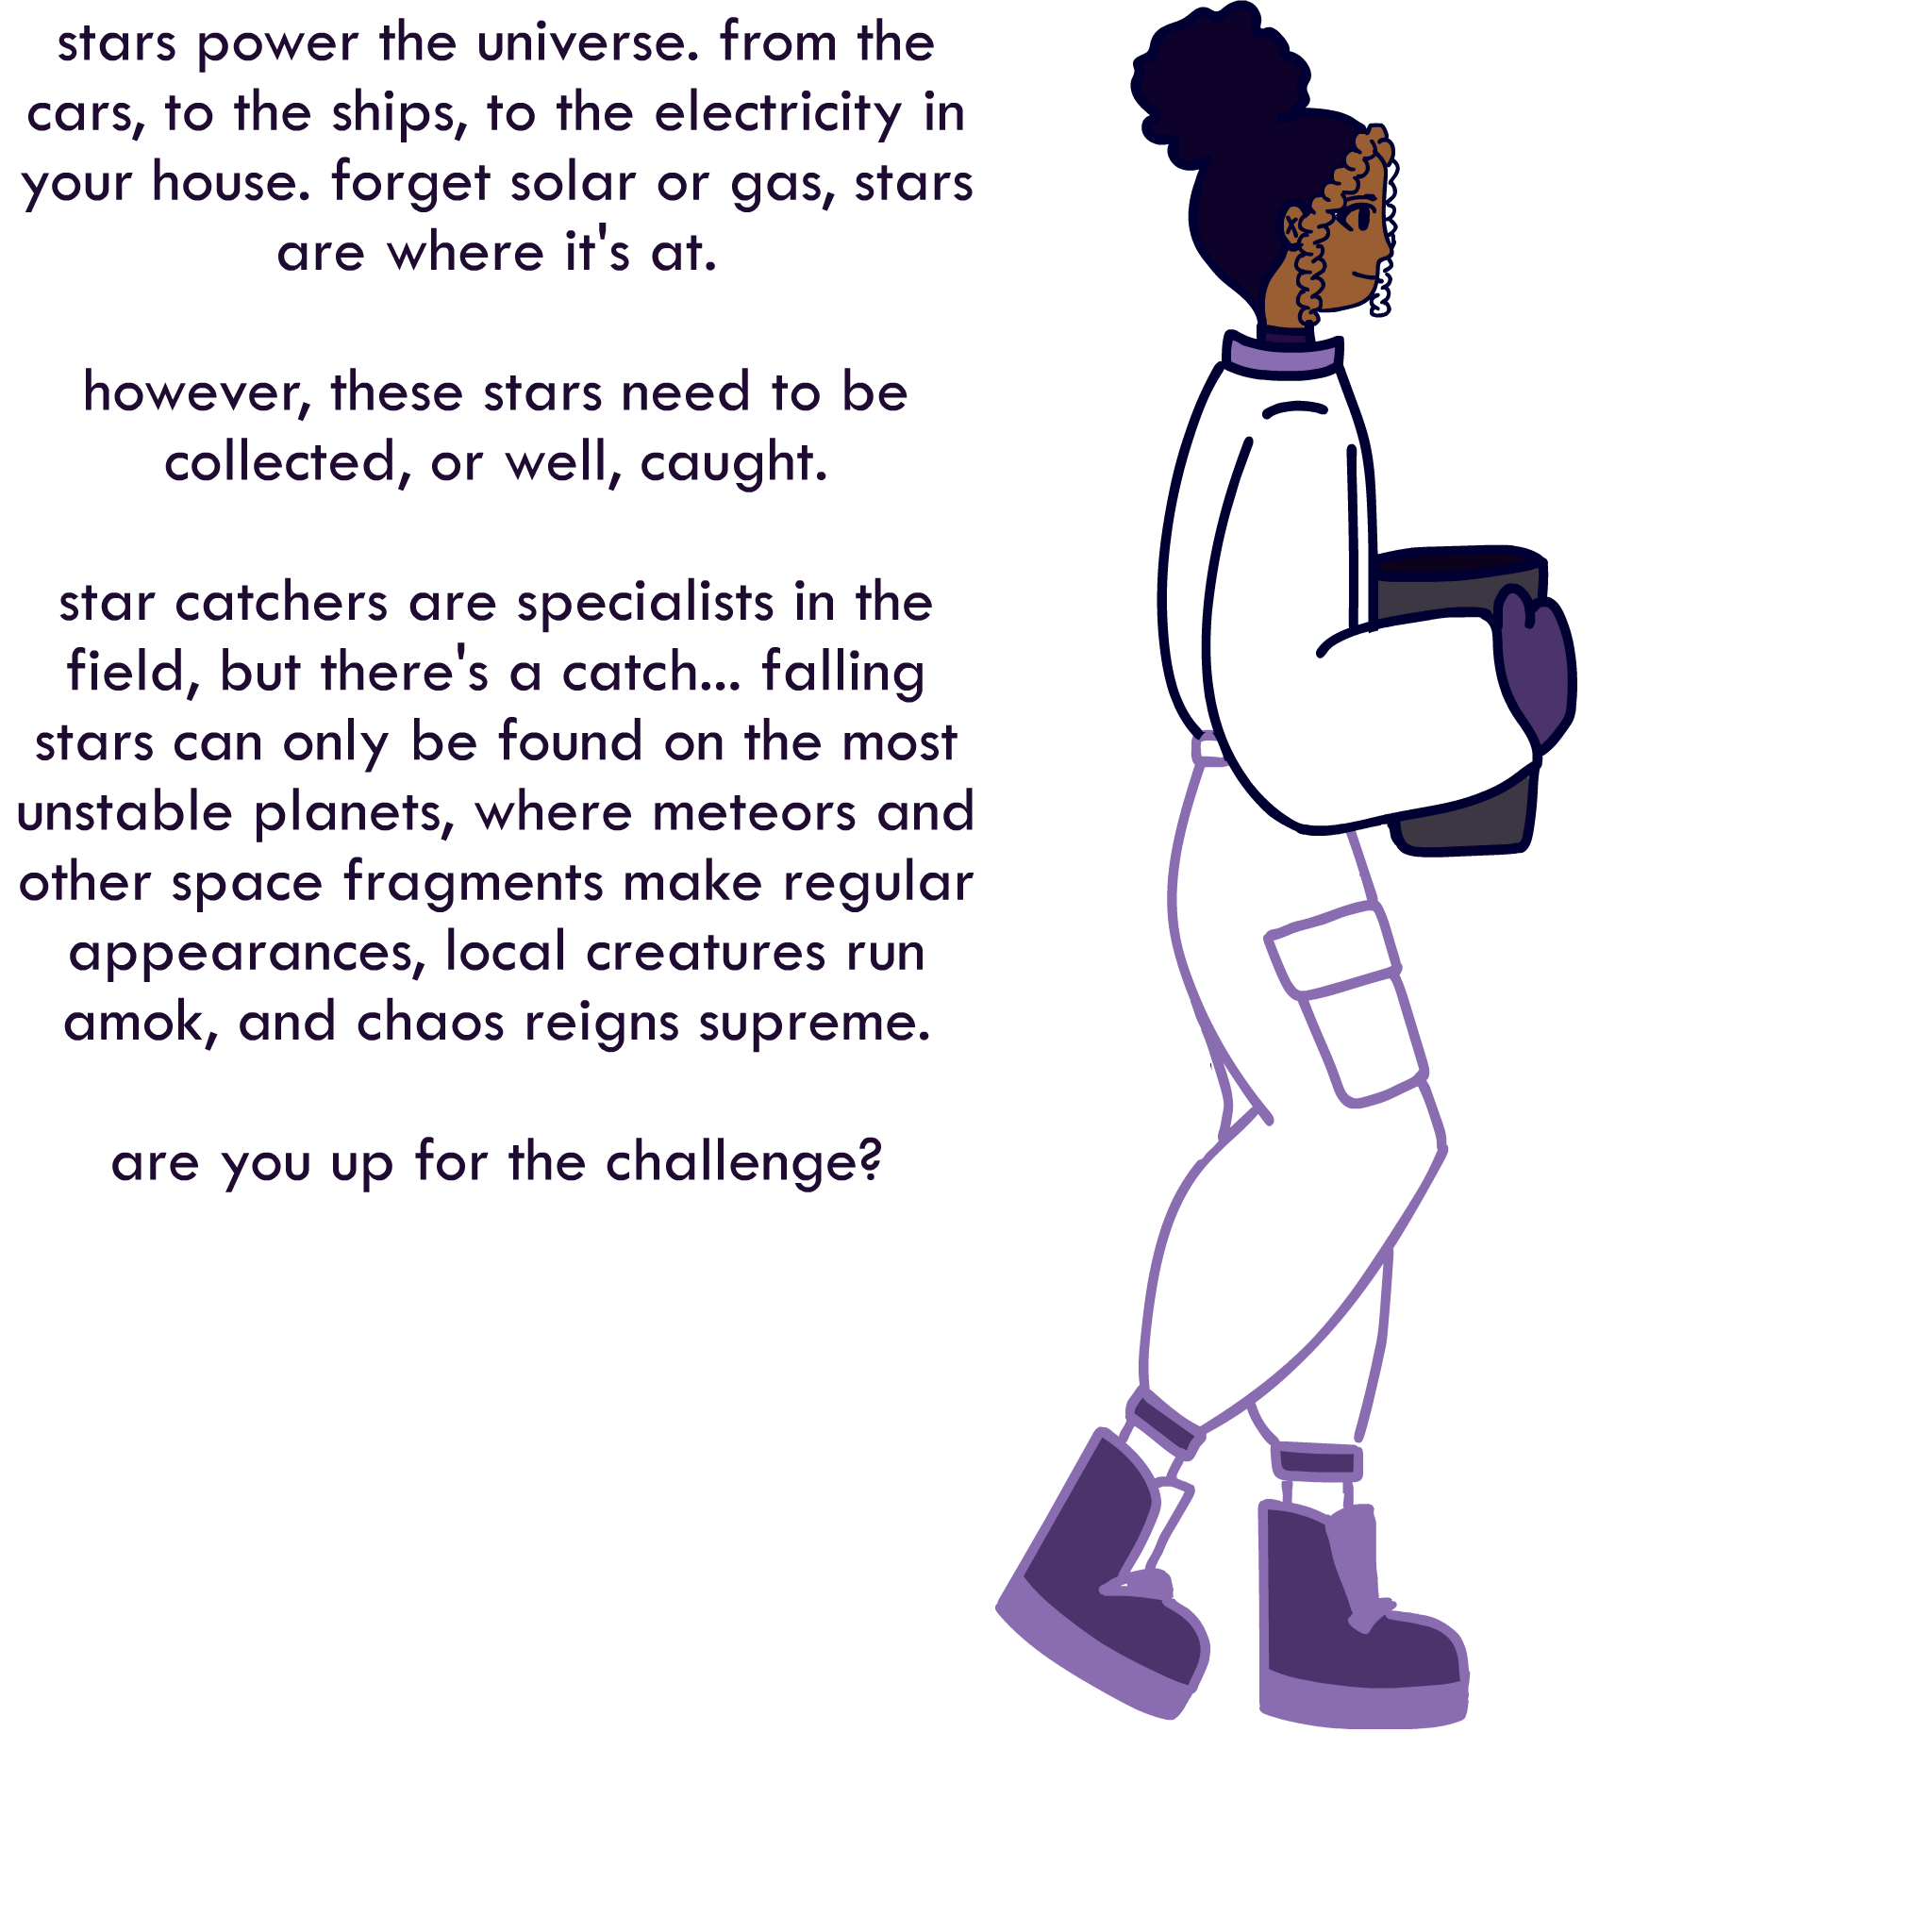 stars power the universe. from the
cars, to the ships, to the electricity in
your house. forget solar or gas, stars
are where it's at.
however, these stars need to be
collected, or well, caught.
star catchers are specialists in the
field, but there's a catch... falling
stars can only be found on the most
unstable planets, where meteors and
other space fragments make regular
appearances, local creatures run
amok, and chaos reigns supreme.
are you up for the challenge?